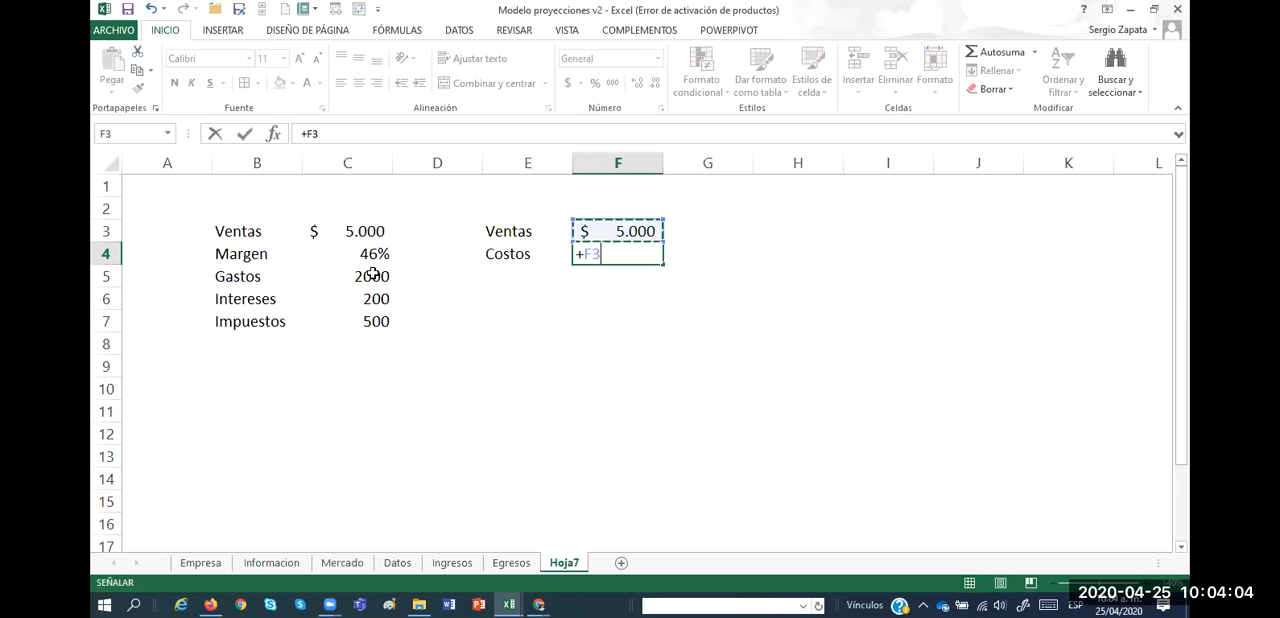 Modelo proyecciones v2 - Excel (Error de activación de productos)
ARCHIVO INICIO INSERTAR DISEÑO DE PÁGINA FÓRMULAS DATOS REVISAR VISTA COMPLEMENTOS POWERPIVOT Sergio Zapata
Pegar Calibri 11 N K S Ajustar texto Combinar y centrar General $ % 000 Formato condicional Dar formato como tabla Estilos de celda Insertar Eliminar Formato Autosuma Rellenar Borrar Ordenar y filtrar Buscar y seleccionar
Portapapeles Fuente Alineación Número Estilos Celdas Modificar
F3 fx +F3
A B C D E F G H I J K L
1
2
3 Ventas $ 5.000 Ventas $ 5.000
4 Margen 46% Costos +F3
5 Gastos 2000
6 Intereses 200
7 Impuestos 500
8
9
10
11
12
13
14
15
16
17
Empresa Informacion Mercado Datos Ingresos Egresos Hoja7
SEÑALAR
Vínculos ESP
2020-04-25 10:04:04
25/04/2020